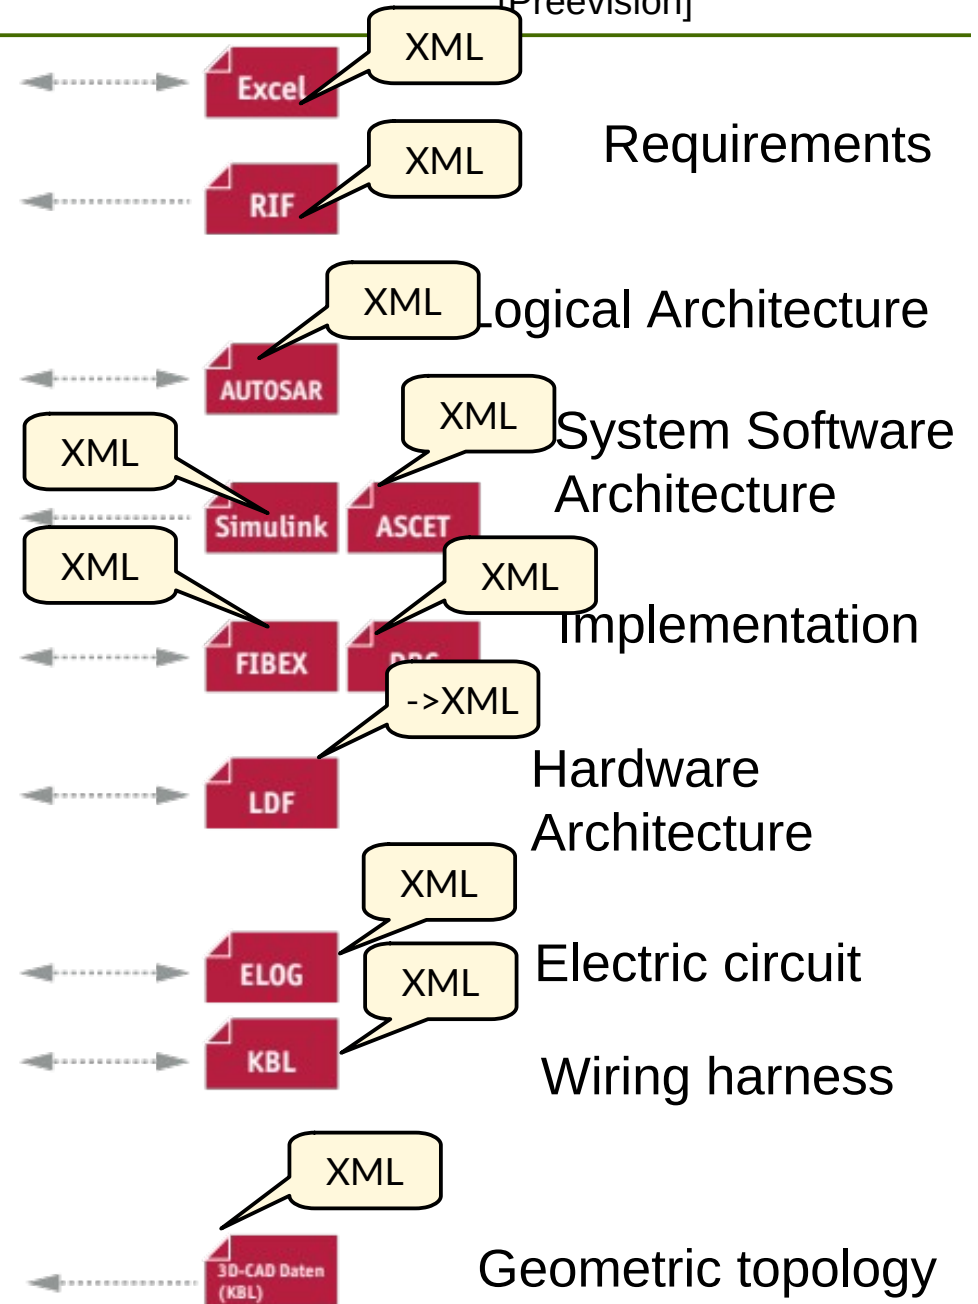 [Preevision]
XML
Excel
Requirements
XML
RIF
XML
Logical Architecture
AUTOSAR
XML
System Software
Architecture
XML
Simulink
ASCET
XML
XML
Implementation
FIBEX
->XML
LDF
Hardware
Architecture
XML
ELOG
Electric circuit
XML
KBL
Wiring harness
XML
3D-CAD Daten
(KBL)
Geometric topology